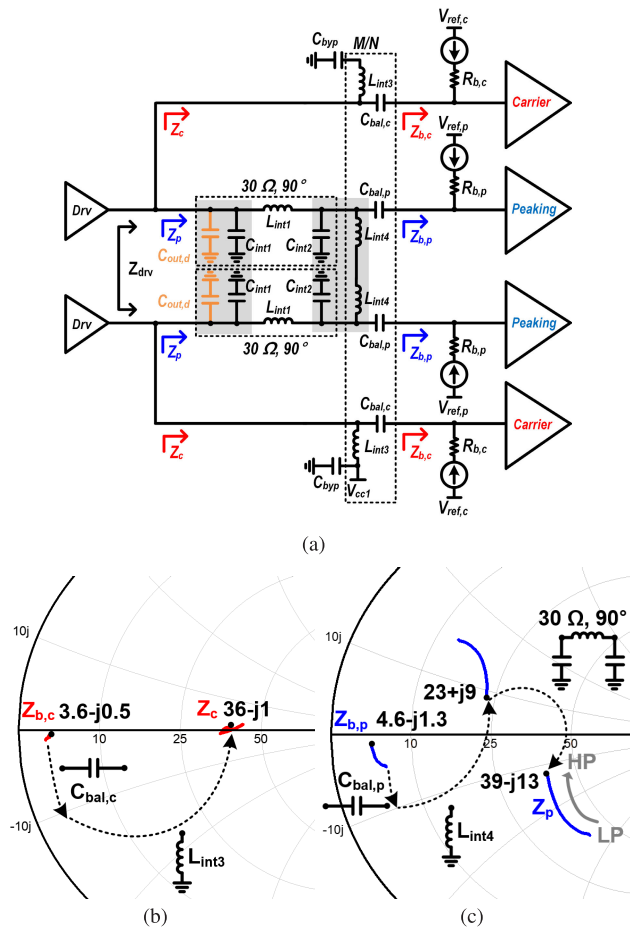 V_ref,c
C_byp
M/N
L_int3
R_b,c
Z_c
C_bal,c
Z_b,c
Carrier
V_ref,p
30 Ω, 90°
C_bal,p
R_b,p
Drv
L_int1
Z_p
C_int1
C_int2
L_int4
Z_b,p
Peaking
C_out,d
Z_drv
C_out,d
C_int1
C_int2
L_int4
Drv
L_int1
Peaking
Z_p
30 Ω, 90°
C_bal,p
Z_b,p
R_b,p
C_bal,c
V_ref,p
Z_c
L_int3
Z_b,c
Carrier
R_b,c
C_byp
V_cc1
V_ref,c
(a)
10j
Z_b,c 3.6-j0.5
Z_c 36-j1
10
25
50
C_bal,c
-10j
L_int3
(b)
30 Ω, 90°
10j
23+j9
Z_b,p
4.6-j1.3
10
25
50
HP
C_bal,p
39-j13
Z_p
-10j
LP
L_int4
(c)